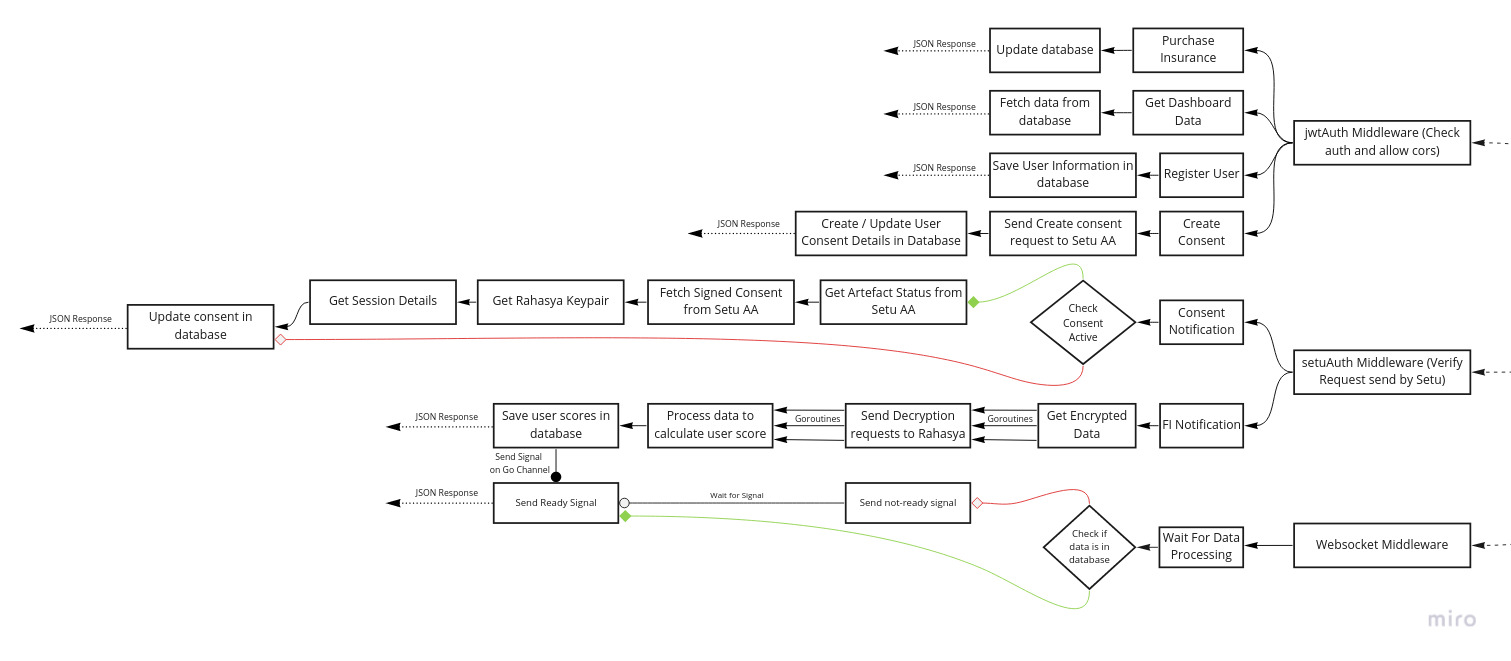 JSON Response
Update database
Purchase
Insurance
JSON Response
Fetch data from
database
Get Dashboard
Data
jwtAuth Middleware (Check
auth and allow cors)
JSON Response
Save User Information in
database
Register User
JSON Response
Create / Update User
Consent Details in Database
Send Create consent
request to Setu AA
Create
Consent
JSON Response
Update consent in
database
Get Session Details
Get Rahasya Keypair
Fetch Signed Consent
from Setu AA
Get Artefact Status from
Setu AA
Check
Consent
Active
Consent
Notification
setuAuth Middleware (Verify
Request send by Setu)
JSON Response
Save user scores in
database
Process data to
calculate user score
Goroutines
Send Decryption
requests to Rahasya
Goroutines
Get Encrypted
Data
FI Notification
Send Signal
on Go Channel
JSON Response
Send Ready Signal
Wait for Signal
Send not-ready signal
Check if
data is in
database
Wait For Data
Processing
Websocket Middleware
miro